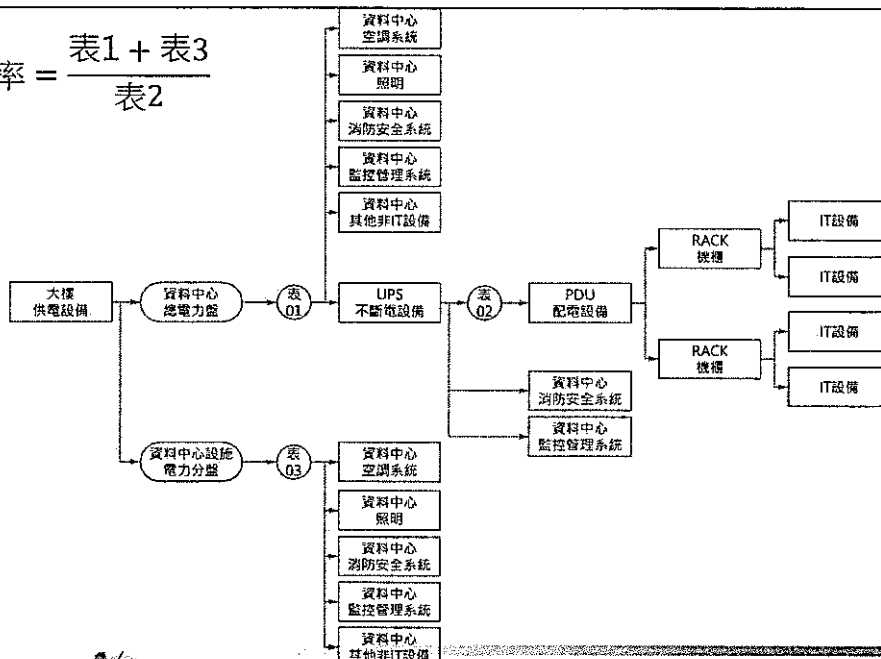 率 = 表1 + 表3
表2
資料中心
空調系統
資料中心
照明
資料中心
消防安全系統
資料中心
監控管理系統
資料中心
其他非IT設備
大樓
供電設備
資料中心
總電力盤
表
01
UPS
不斷電設備
表
02
PDU
配電設備
RACK
機櫃
IT設備
IT設備
RACK
機櫃
IT設備
IT設備
資料中心
消防安全系統
資料中心
監控管理系統
資料中心設施
電力分盤
表
03
資料中心
空調系統
資料中心
照明
資料中心
消防安全系統
資料中心
監控管理系統
資料中心
其他非IT設備